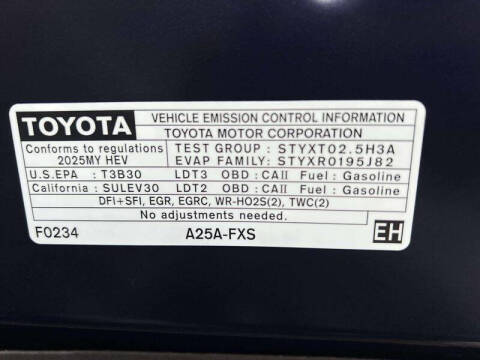 TOYOTA VEHICLE EMISSION CONTROL INFORMATION
TOYOTA MOTOR CORPORATION
Conforms to regulations TEST GROUP : STYXT02.5H3A
2025MY HEV EVAP FAMILY: STYXR0195J82
U.S.EPA : T3B30 LDT3 OBD : CAII Fuel : Gasoline
California : SULEV30 LDT2 OBD : CAII Fuel : Gasoline
DFI+SFI, EGR, EGRC, WR-HO2S(2), TWC(2)
No adjustments needed.
F0234 A25A-FXS EH